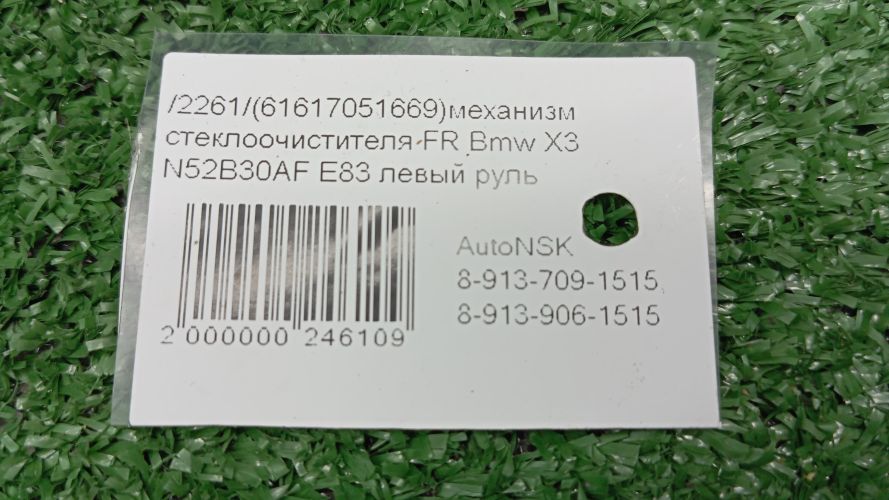 /2261/(61617051669)механизм
стеклоочистителя FR Bmw X3
N52B30AF E83 левый руль
AutoNSK
8-913-709-1515
8-913-906-1515
2 000000 246109